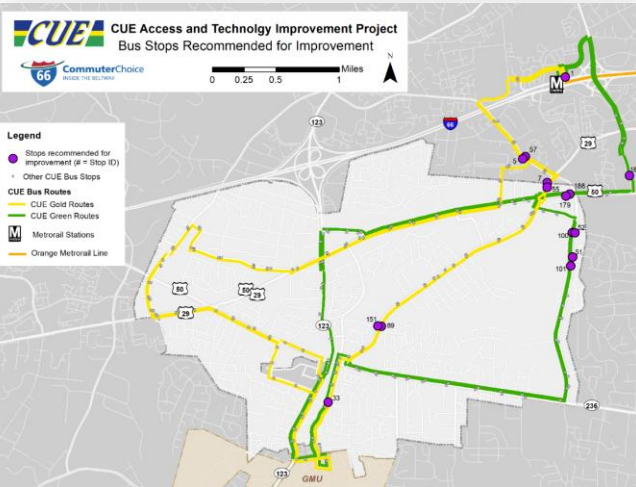 CUE
CUE Access and Technolgy Improvement Project
Bus Stops Recommended for Improvement
66
CommuterChoice
INSIDE THE BELTWAY
Miles
0 0.25 0.5 1
N
Legend
Stops recommended for
improvement (# = Stop ID)
Other CUE Bus Stops
CUE Bus Routes
CUE Gold Routes
CUE Green Routes
M Metrorail Stations
Orange Metrorail Line
M
123
66
29
57
5
7
55
188
50
179
52
100
51
101
50
50
29
29
123
151
89
33
236
123
GMU